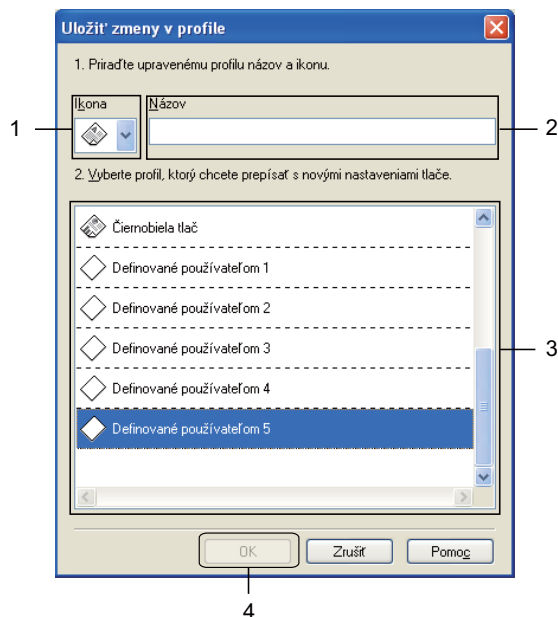 Uložiť zmeny v profile
1. Priraďte upravenému profilu názov a ikonu.
Ikona
Názov
1
2
2. Vyberte profil, ktorý chcete prepísať s novými nastaveniami tlače.
Čiernobiela tlač
Definované používateľom 1
Definované používateľom 2
Definované používateľom 3
3
Definované používateľom 4
Definované používateľom 5
OK
Zrušiť
Pomoc
4